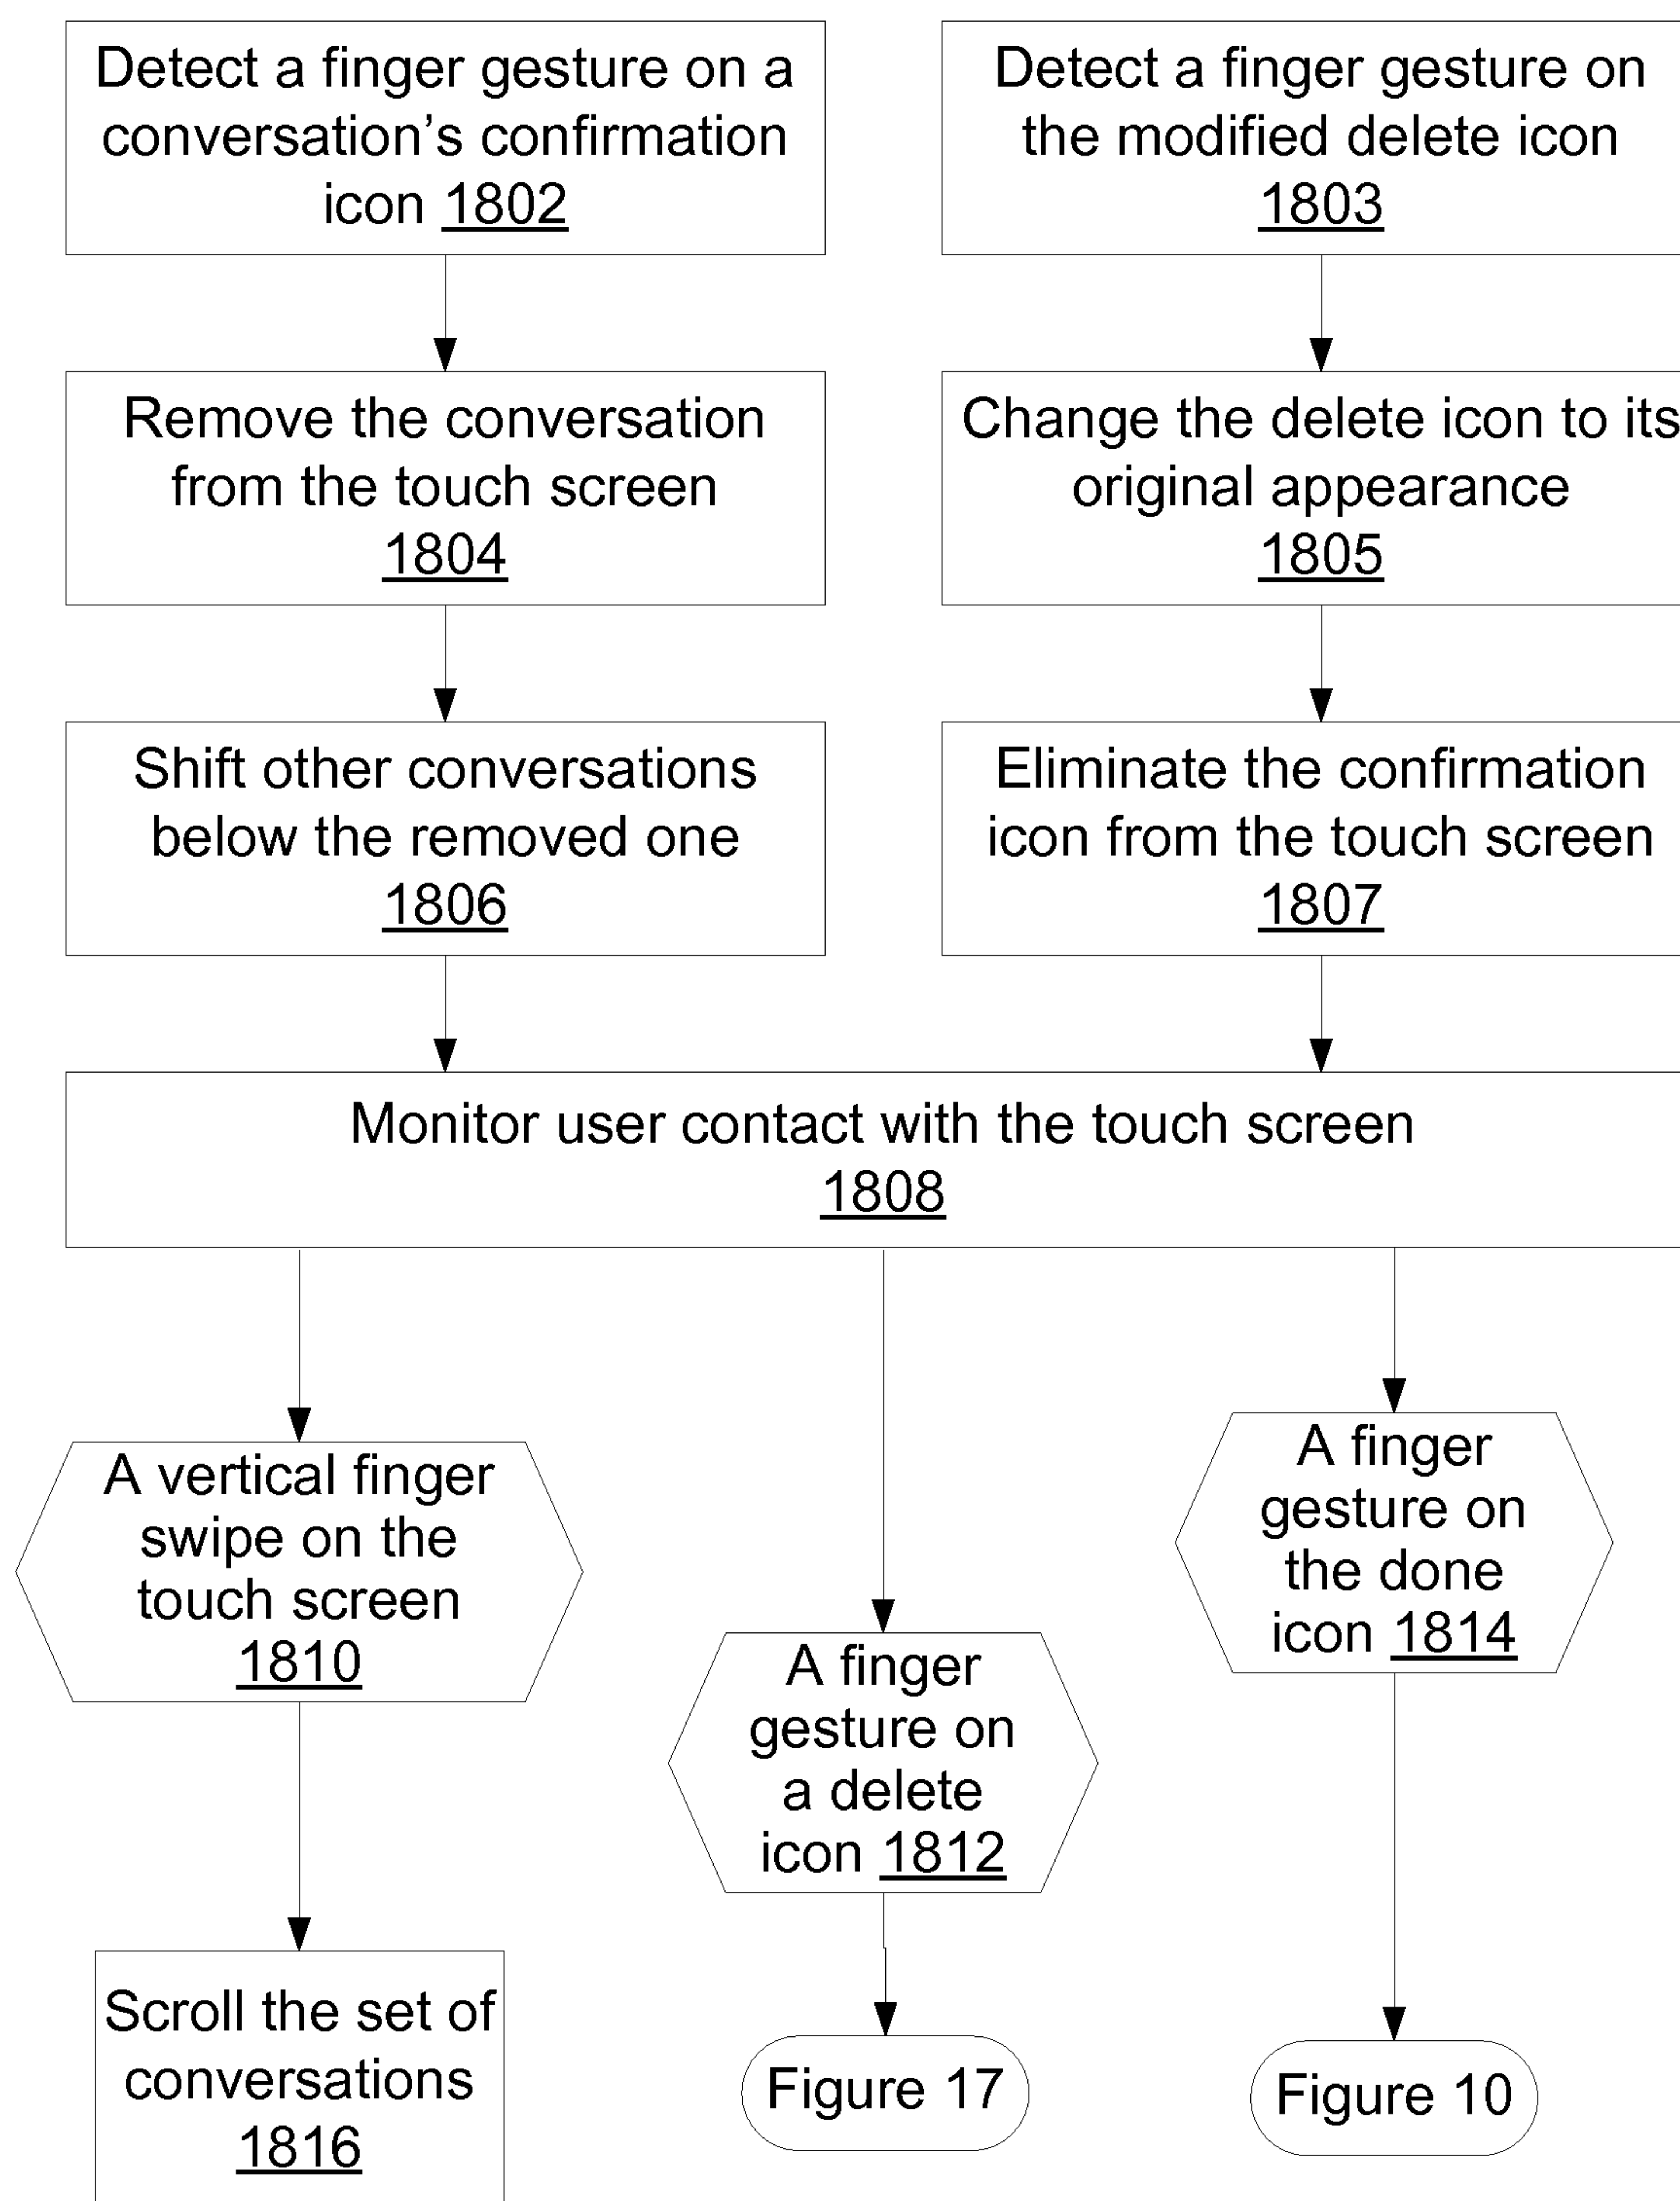 Detect a finger gesture on a
conversation’s confirmation
icon 1802
Detect a finger gesture on
the modified delete icon
1803
Remove the conversation
from the touch screen
1804
Change the delete icon to its
original appearance
1805
Shift other conversations
below the removed one
1806
Eliminate the confirmation
icon from the touch screen
1807
Monitor user contact with the touch screen
1808
A vertical finger
swipe on the
touch screen
1810
A finger
gesture on
a delete
icon 1812
A finger
gesture on
the done
icon 1814
Scroll the set of
conversations
1816
Figure 17
Figure 10